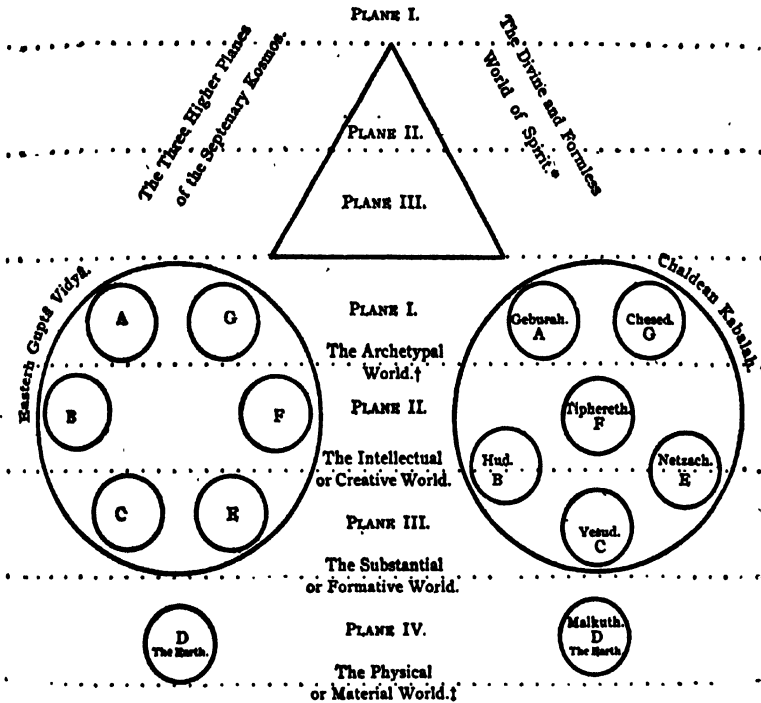 PLANE I.
The Three Higher Planes
of the Septenary Kosmos.
The Divine and Formless
World of Spirit.*
PLANE II.
PLANE III.
Eastern Guptâ Vidyâ.
Chaldean Kabalah.
A
G
PLANE I.
Geburah.
A
Chesed.
G
The Archetypal
World.†
B
F
PLANE II.
Tiphereth.
F
The Intellectual
or Creative World.
Hud.
B
Netzach.
E
C
E
PLANE III.
Yesud.
C
The Substantial
or Formative World.
D
The Earth.
PLANE IV.
Malkuth.
D
The Earth
The Physical
or Material World.‡